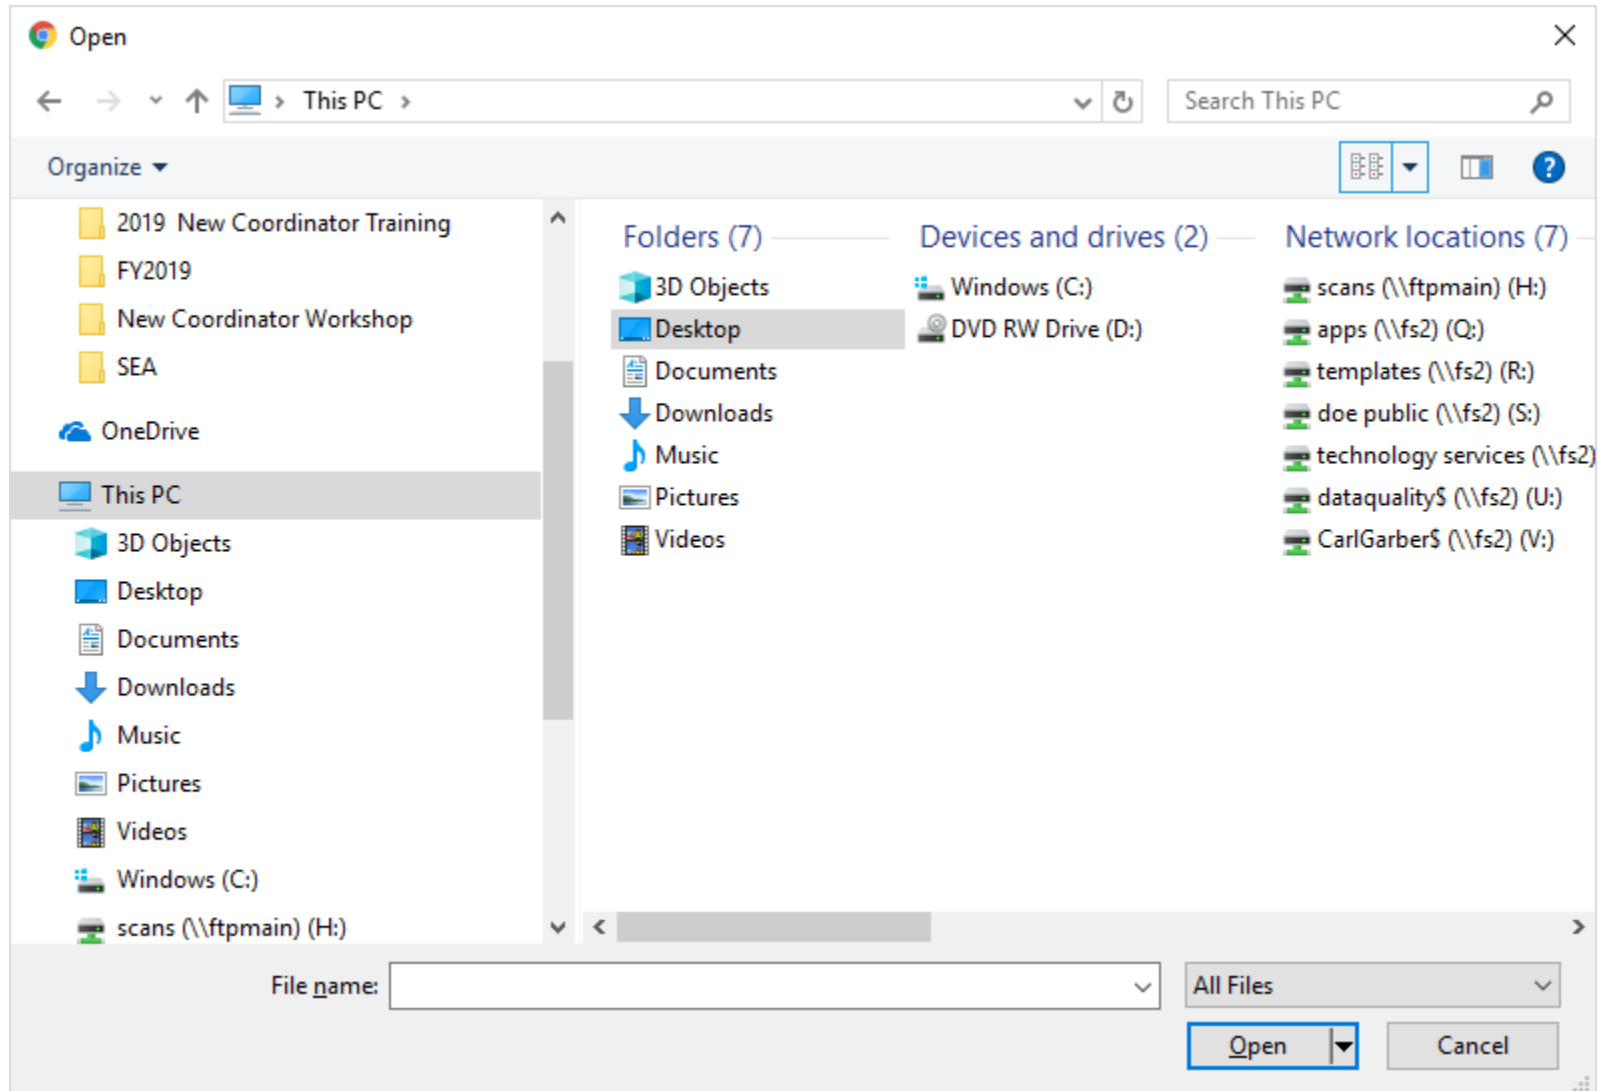 Open
This PC
Search This PC
Organize
2019  New Coordinator Training
FY2019
New Coordinator Workshop
SEA
OneDrive
This PC
3D Objects
Desktop
Documents
Downloads
Music
Pictures
Videos
Windows (C:)
scans (\\ftpmain) (H:)
Folders (7)
3D Objects
Desktop
Documents
Downloads
Music
Pictures
Videos
Devices and drives (2)
Windows (C:)
DVD RW Drive (D:)
Network locations (7)
scans (\\ftpmain) (H:)
apps (\\fs2) (Q:)
templates (\\fs2) (R:)
doe public (\\fs2) (S:)
technology services (\\fs2)
dataquality$ (\\fs2) (U:)
CarlGarber$ (\\fs2) (V:)
File name:
All Files
Open
Cancel